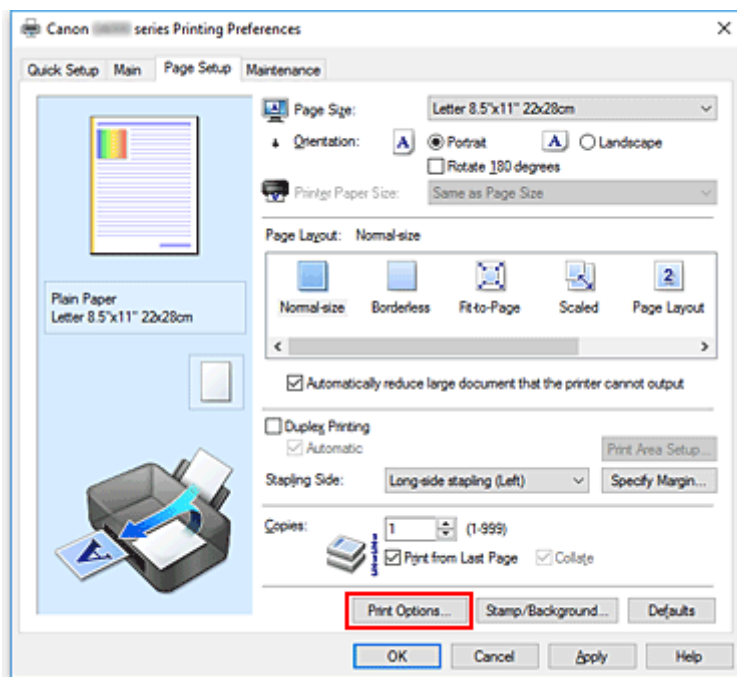 Canon series Printing Preferences
Quick Setup Main Page Setup Maintenance
Page Size: Letter 8.5"x11" 22x28cm
Orientation: A Portrait A Landscape
Rotate 180 degrees
Printer Paper Size: Same as Page Size
Page Layout: Normal-size
Normal-size Borderless Fit-to-Page Scaled Page Layout
Plain Paper
Letter 8.5"x11" 22x28cm
Automatically reduce large document that the printer cannot output
Duplex Printing
Automatic Print Area Setup...
Stapling Side: Long-side stapling (Left) Specify Margin...
Copies: 1 (1-999)
Print from Last Page Collate
Print Options... Stamp/Background... Defaults
OK Cancel Apply Help